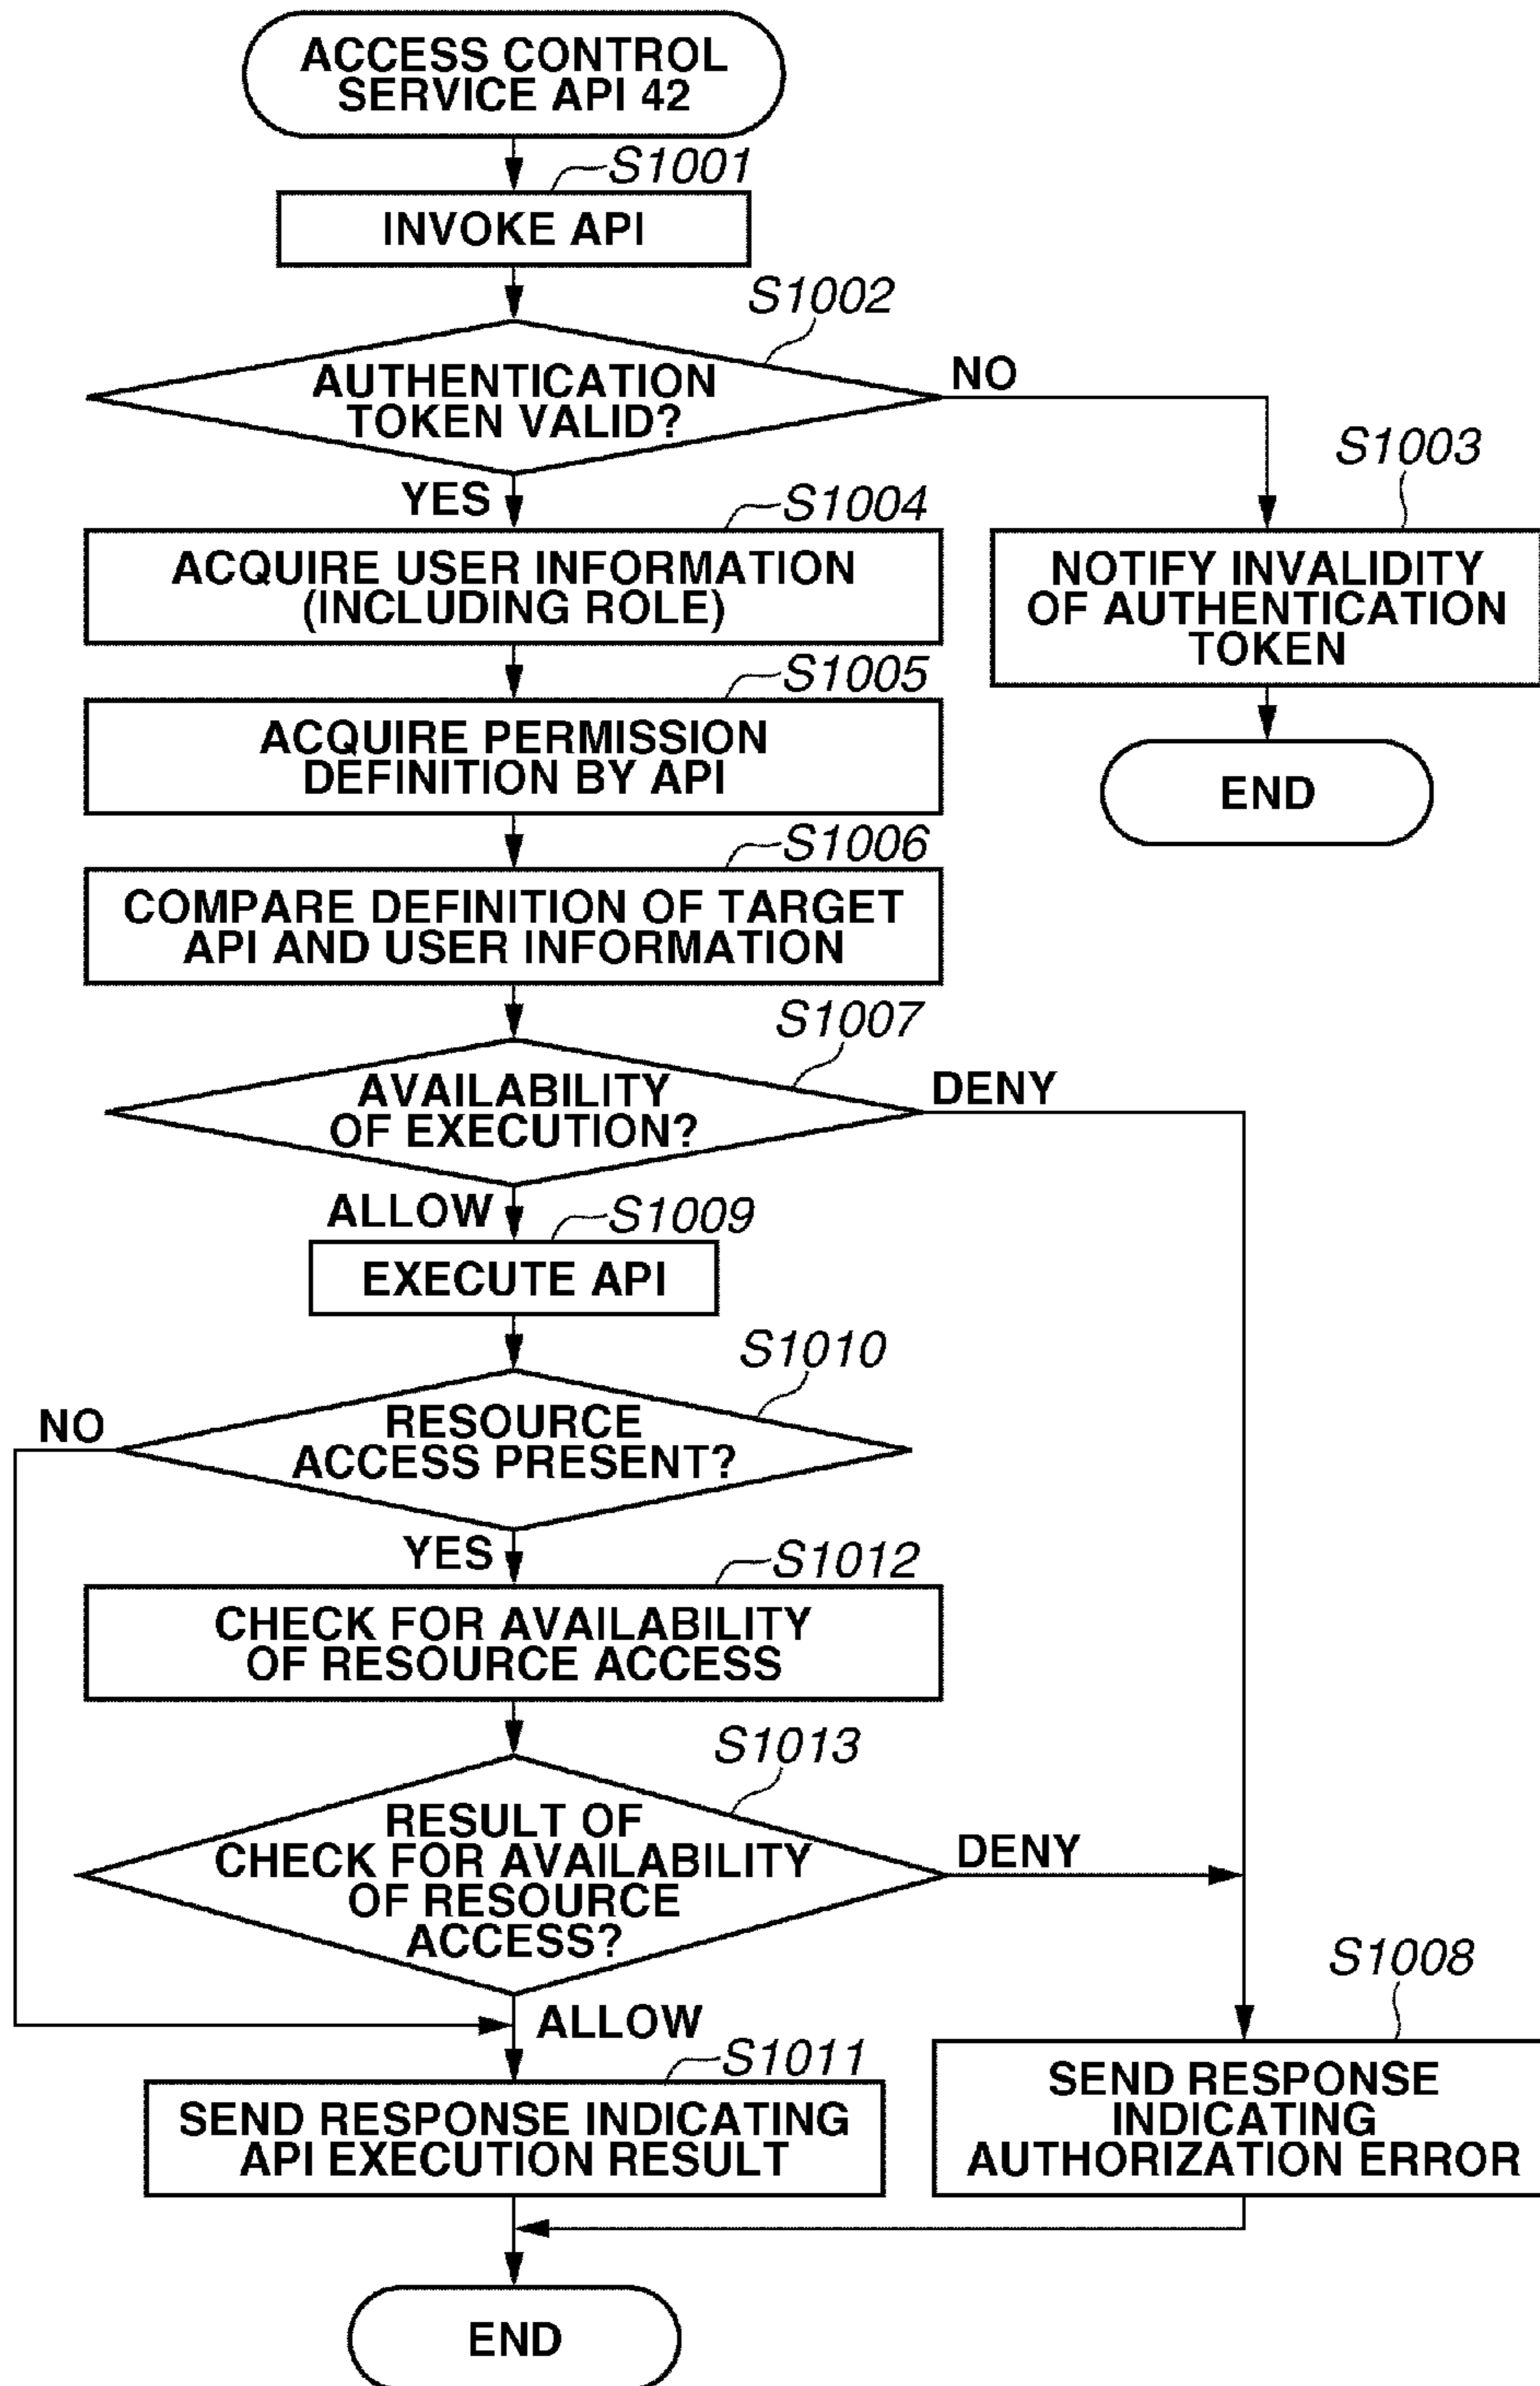 ACCESS CONTROL
SERVICE API 42
S1001
INVOKE API
S1002
AUTHENTICATION
TOKEN VALID?
NO
YES
S1003
S1004
ACQUIRE USER INFORMATION
(INCLUDING ROLE)
NOTIFY INVALIDITY
OF AUTHENTICATION
TOKEN
S1005
ACQUIRE PERMISSION
DEFINITION BY API
END
S1006
COMPARE DEFINITION OF TARGET
API AND USER INFORMATION
S1007
AVAILABILITY
OF EXECUTION?
DENY
ALLOW
S1009
EXECUTE API
S1010
RESOURCE
ACCESS PRESENT?
NO
YES
S1012
CHECK FOR AVAILABILITY
OF RESOURCE ACCESS
S1013
RESULT OF
CHECK FOR AVAILABILITY
OF RESOURCE
ACCESS?
DENY
ALLOW
S1008
S1011
SEND RESPONSE INDICATING
API EXECUTION RESULT
SEND RESPONSE
INDICATING
AUTHORIZATION ERROR
END